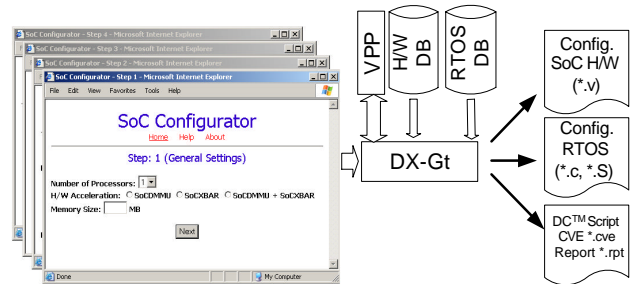 SoC Configurator - Step 4 - Microsoft Internet Explorer
SoC Configurator - Step 3 - Microsoft Internet Explorer
SoC Configurator - Step 2 - Microsoft Internet Explorer
SoC Configurator - Step 1 - Microsoft Internet Explorer
File Edit View Favorites Tools Help
SoC Configurator
Home Help About
Step: 1 (General Settings)
Number of Processors: 1
H/W Acceleration: SoCDMMU SoCXBAR SoCDMMU + SoCXBAR
Memory Size: MB
Next
Done
My Computer
VPP
H/W
DB
RTOS
DB
DX-Gt
Config.
SoC H/W
(*.v)
Config.
RTOS
(*.c, *.S)
DC™ Script
CVE *.cve
Report *.rpt